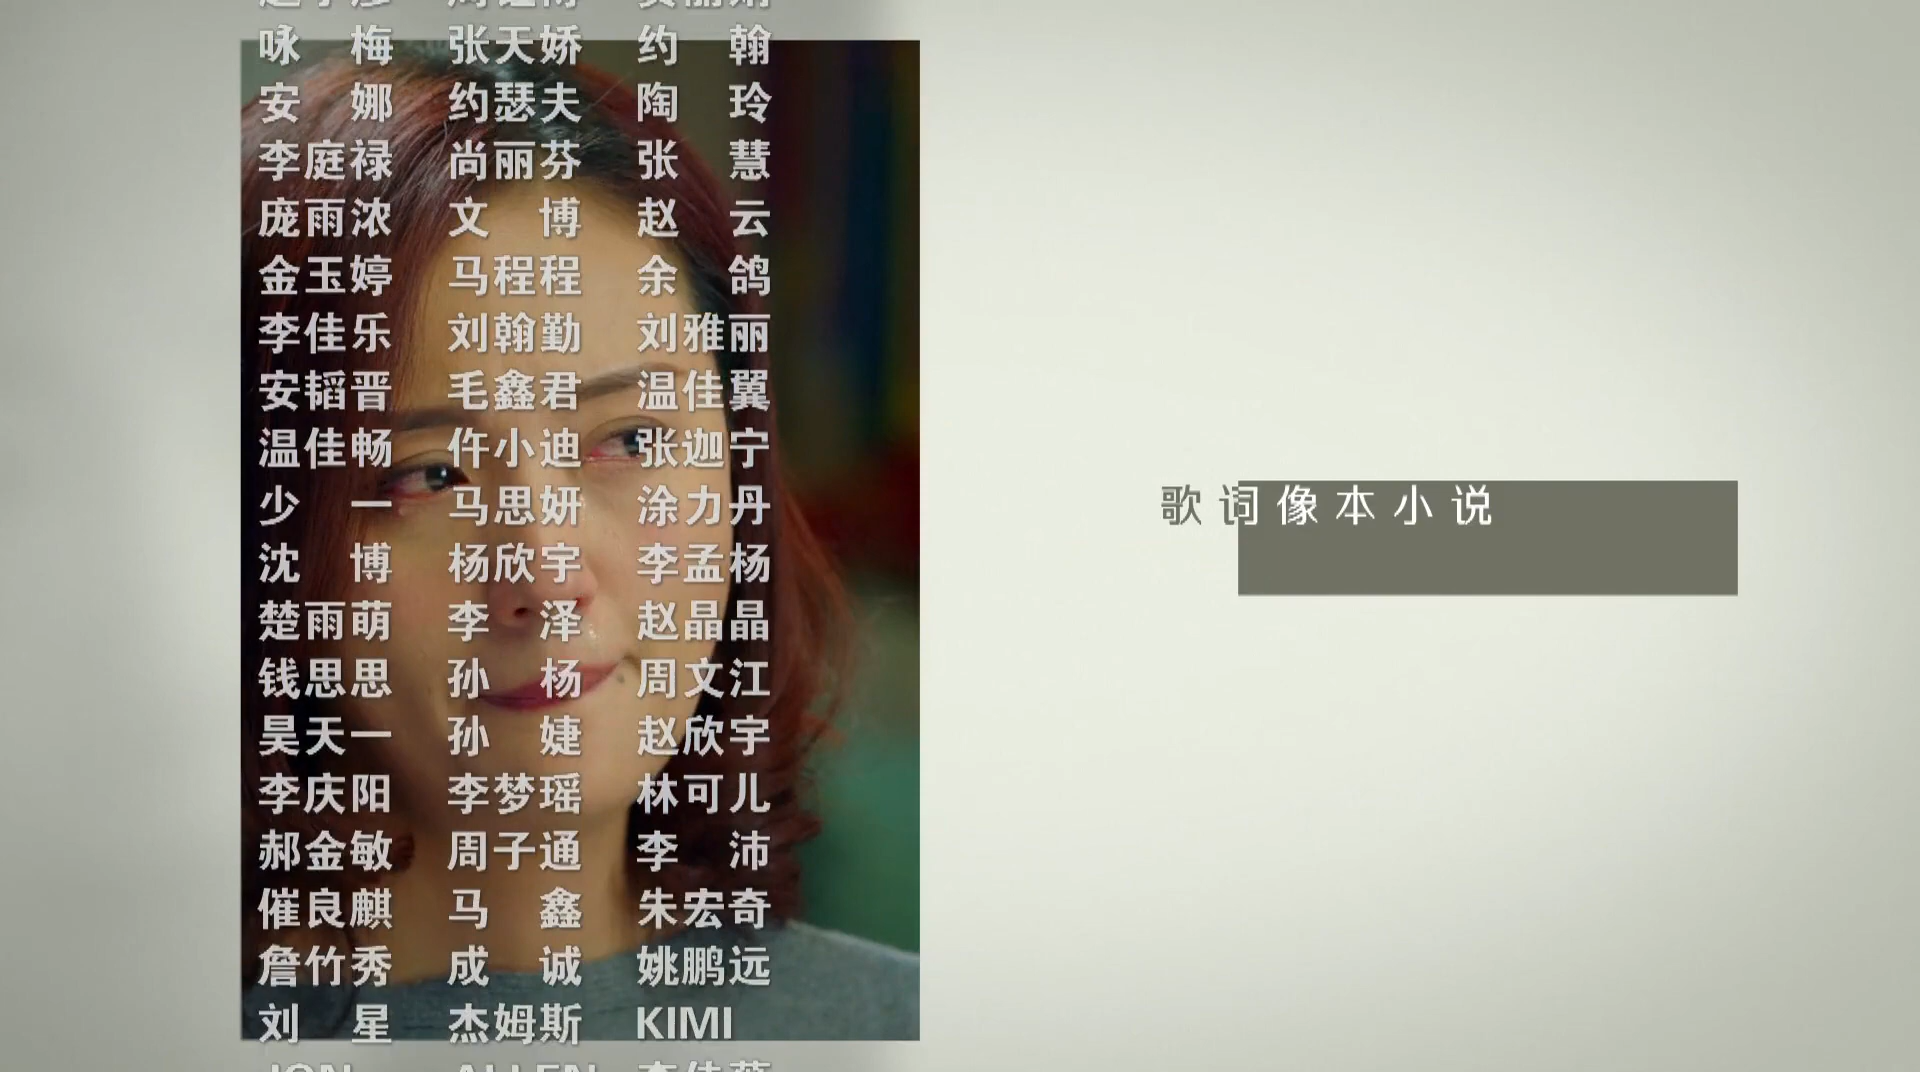 咏 梅 张天娇 约 翰
安 娜 约瑟夫 陶 玲
李庭禄 尚丽芬 张 慧
庞雨浓 文 博 赵 云
金玉婷 马程程 余 鸽
李佳乐 刘翰勤 刘雅丽
安韬晋 毛鑫君 温佳翼
温佳畅 仵小迪 张迦宁
少 一 马思妍 涂力丹
沈 博 杨欣宇 李孟杨
楚雨萌 李 泽 赵晶晶
钱思思 孙 杨 周文江
昊天一 孙 婕 赵欣宇
李庆阳 李梦瑶 林可儿
郝金敏 周子通 李 沛
催良麒 马 鑫 朱宏奇
詹竹秀 成 诚 姚鹏远
刘 星 杰姆斯 KIMI
歌词像本小说